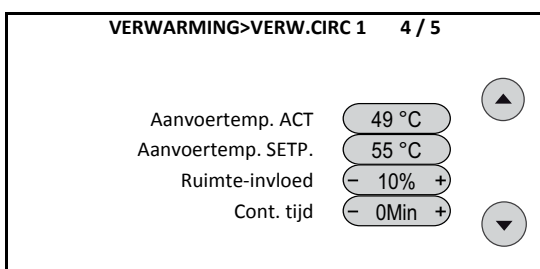 VERWARMING>VERW.CIRC 1 4 / 5
Aanvoertemp. ACT 49 °C
Aanvoertemp. SETP. 55 °C
Ruimte-invloed − 10% +
Cont. tijd − 0Min +